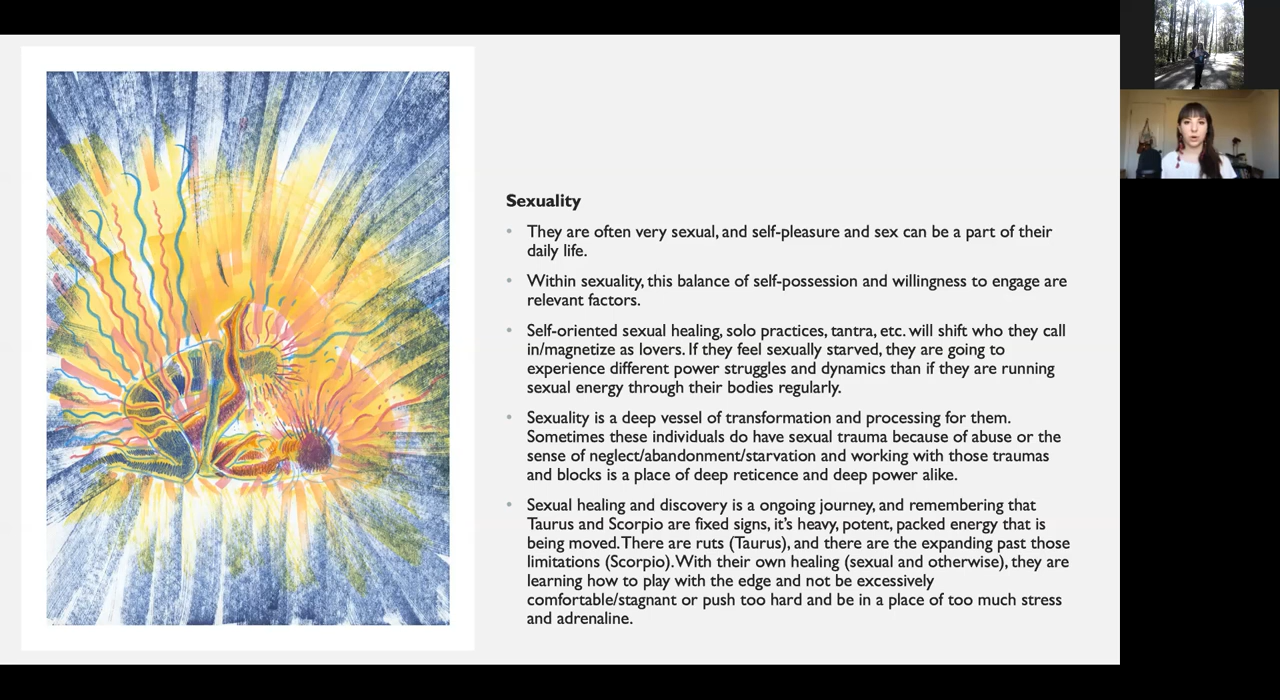 Sexuality
They are often very sexual, and self-pleasure and sex can be a part of their
daily life.
Within sexuality, this balance of self-possession and willingness to engage are
relevant factors.
Self-oriented sexual healing, solo practices, tantra, etc. will shift who they call
in/magnetize as lovers. If they feel sexually starved, they are going to
experience different power struggles and dynamics than if they are running
sexual energy through their bodies regularly.
Sexuality is a deep vessel of transformation and processing for them.
Sometimes these individuals do have sexual trauma because of abuse or the
sense of neglect/abandonment/starvation and working with those traumas
and blocks is a place of deep reticence and deep power alike.
Sexual healing and discovery is a ongoing journey, and remembering that
Taurus and Scorpio are fixed signs, it's heavy, potent, packed energy that is
being moved. There are ruts (Taurus), and there are the expanding past those
limitations (Scorpio). With their own healing (sexual and otherwise), they are
learning how to play with the edge and not be excessively
comfortable/stagnant or push too hard and be in a place of too much stress
and adrenaline.